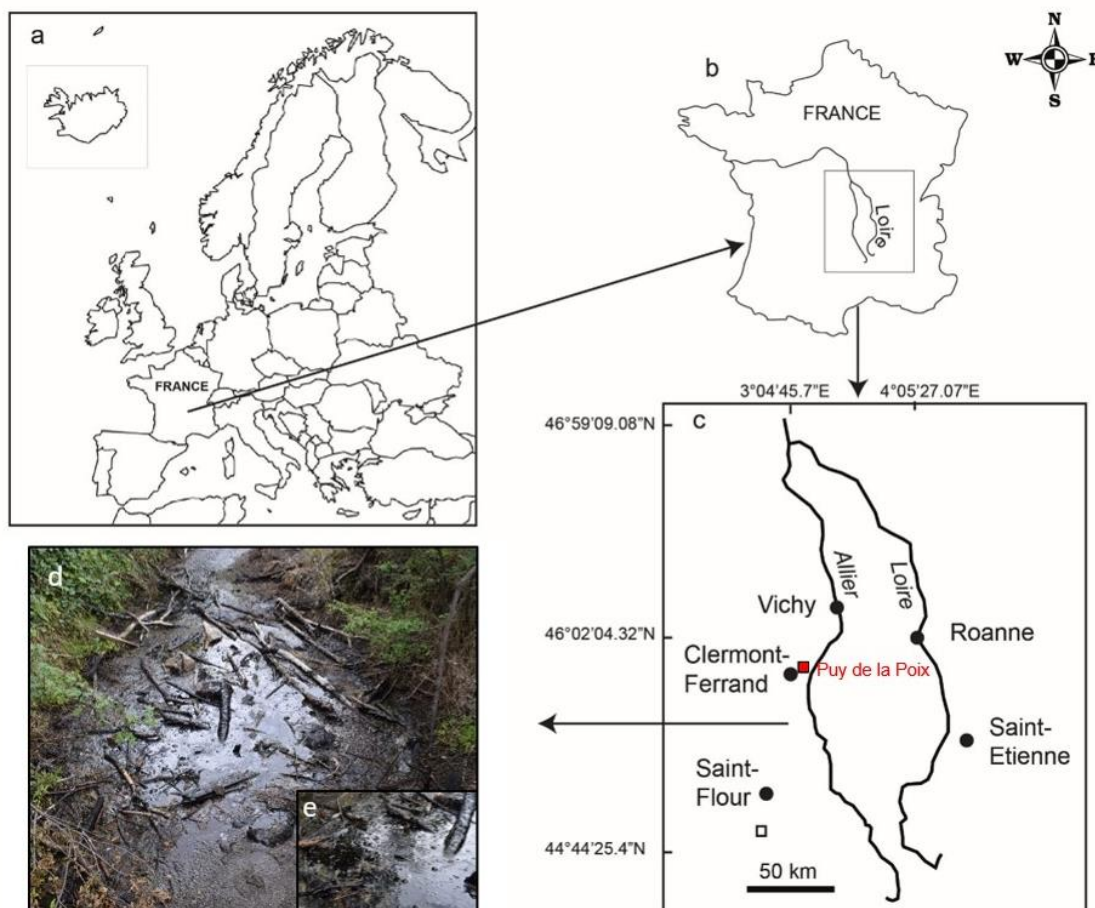 a
FRANCE
b
FRANCE
Loire
N
W
E
S
3°04'45.7"E
4°05'27.07"E
46°59'09.08"N
46°02'04.32"N
44°44'25.4"N
c
Allier
Loire
Vichy
Roanne
Clermont-
Ferrand
Puy de la Poix
Saint-
Etienne
Saint-
Flour
50 km
d
e